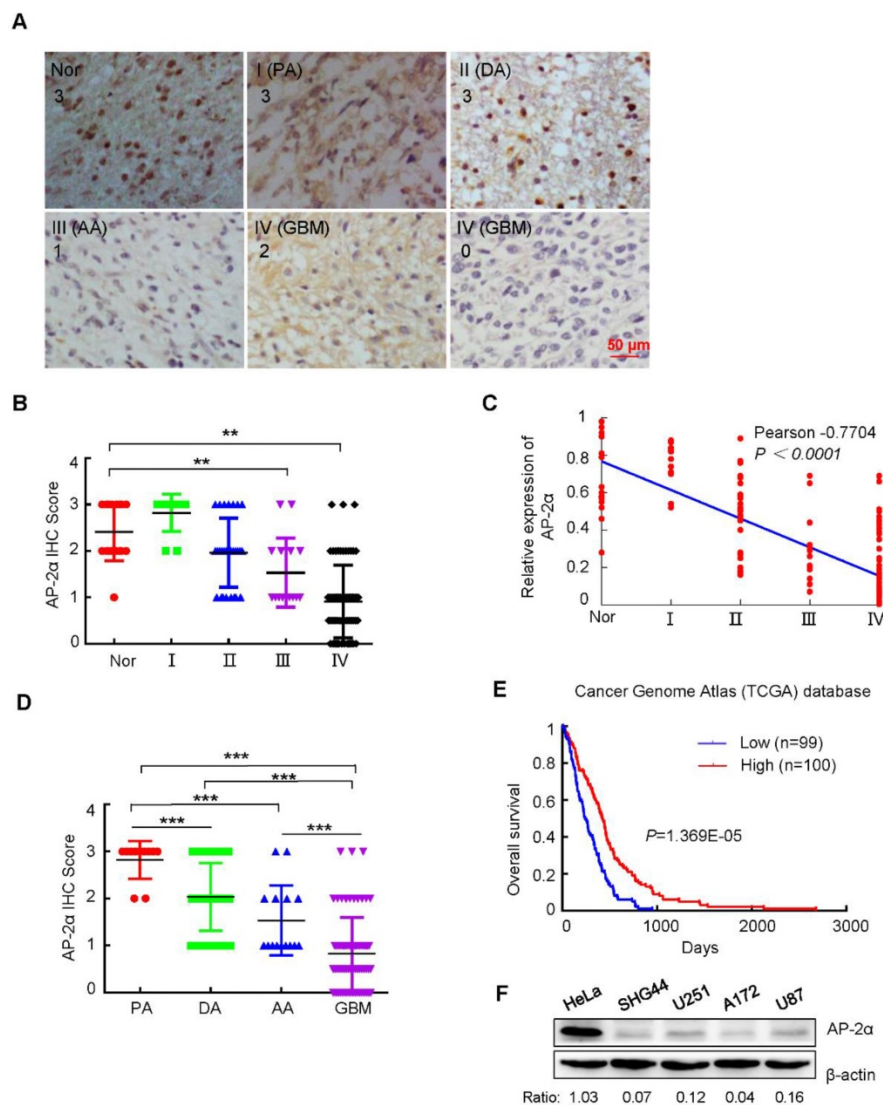 A
Nor
3
I (PA)
3
II (DA)
3
III (AA)
1
IV (GBM)
2
IV (GBM)
0
50 μm
B
AP-2α IHC Score
4
3
2
1
0
**
**
Nor I II III IV
C
Relative expression of
AP-2α
1
0.8
0.6
0.4
0.2
0
Pearson -0.7704
P < 0.0001
Nor I II III IV
D
AP-2α IHC Score
4
3
2
1
0
***
***
*** ***
*** ***
PA DA AA GBM
E
Cancer Genome Atlas (TCGA) database
Overall survival
1
0.8
0.6
0.4
0.2
0
Low (n=99)
High (n=100)
P=1.369E-05
0 1000 2000 3000
Days
F
HeLa SHG44 U251 A172 U87
AP-2α
β-actin
Ratio: 1.03 0.07 0.12 0.04 0.16